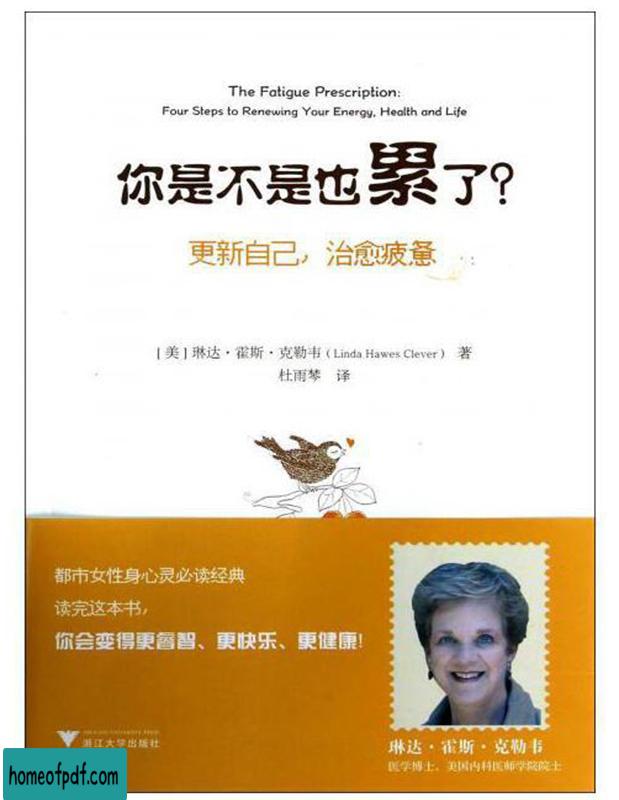 The Fatigue Prescription:
Four Steps to Renewing Your Energy, Health and Life
你是不是也累了?
更新自己，治愈疲惫
[美]琳达·霍斯·克勒韦(Linda Hawes Clever) 著
杜雨琴 译
都市女性身心灵必读经典
读完这本书，
你会变得更睿智、更快乐、更健康!
浙江大学出版社
琳达·霍斯·克勒韦
医学博士、美国内科医师学院院士
homeofpdf.com